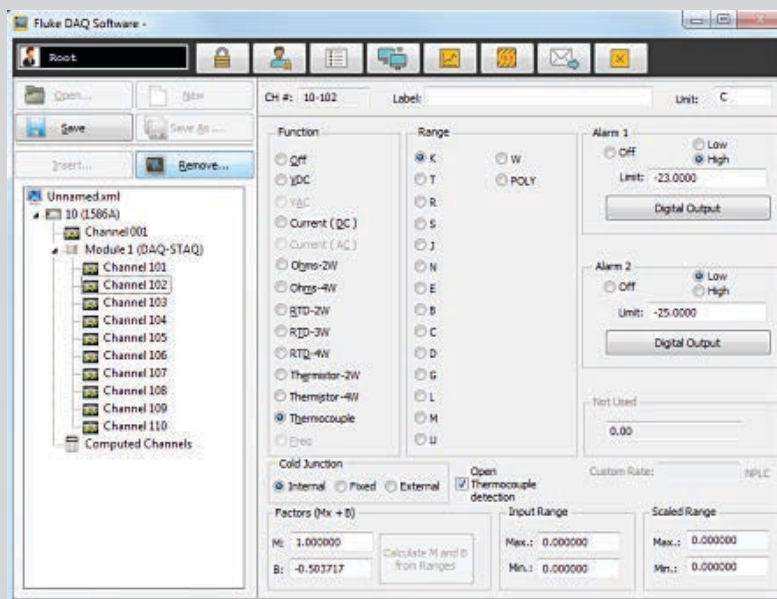 Fluke DAQ Software -
Root
Open...
New
Save
Save As ...
Insert...
Remove...
Unnamed.xml
10 (1586A)
Channel001
Module 1 (DAQ-STAQ)
Channel 101
Channel 102
Channel 103
Channel 104
Channel 105
Channel 106
Channel 107
Channel 108
Channel 109
Channel 110
Computed Channels
CH #: 10-102 Label: Unit: C
Function
Off
VDC
VAC
Current ( DC )
Current ( AC )
Ohms-2W
Ohms-4W
RTD-2W
RTD-3W
RTD-4W
Thermistor-2W
Thermistor-4W
Thermocouple
Freq
Range
K W
T POLY
R
S
J
N
E
B
C
D
G
L
M
U
Alarm 1
Off Low
High
Limit: -23.0000
Digital Output
Alarm 2
Off Low
High
Limit: -25.0000
Digital Output
Not Used
0.00
Cold Junction
Internal Fixed External
Open
Thermocouple
detection
Custom Rate: NPLC
Factors (Mx + B)
M: 1.000000
B: -0.503717
Calculate M and B
from Ranges
Input Range
Max.: 0.000000
Min.: 0.000000
Scaled Range
Max.: 0.000000
Min.: 0.000000